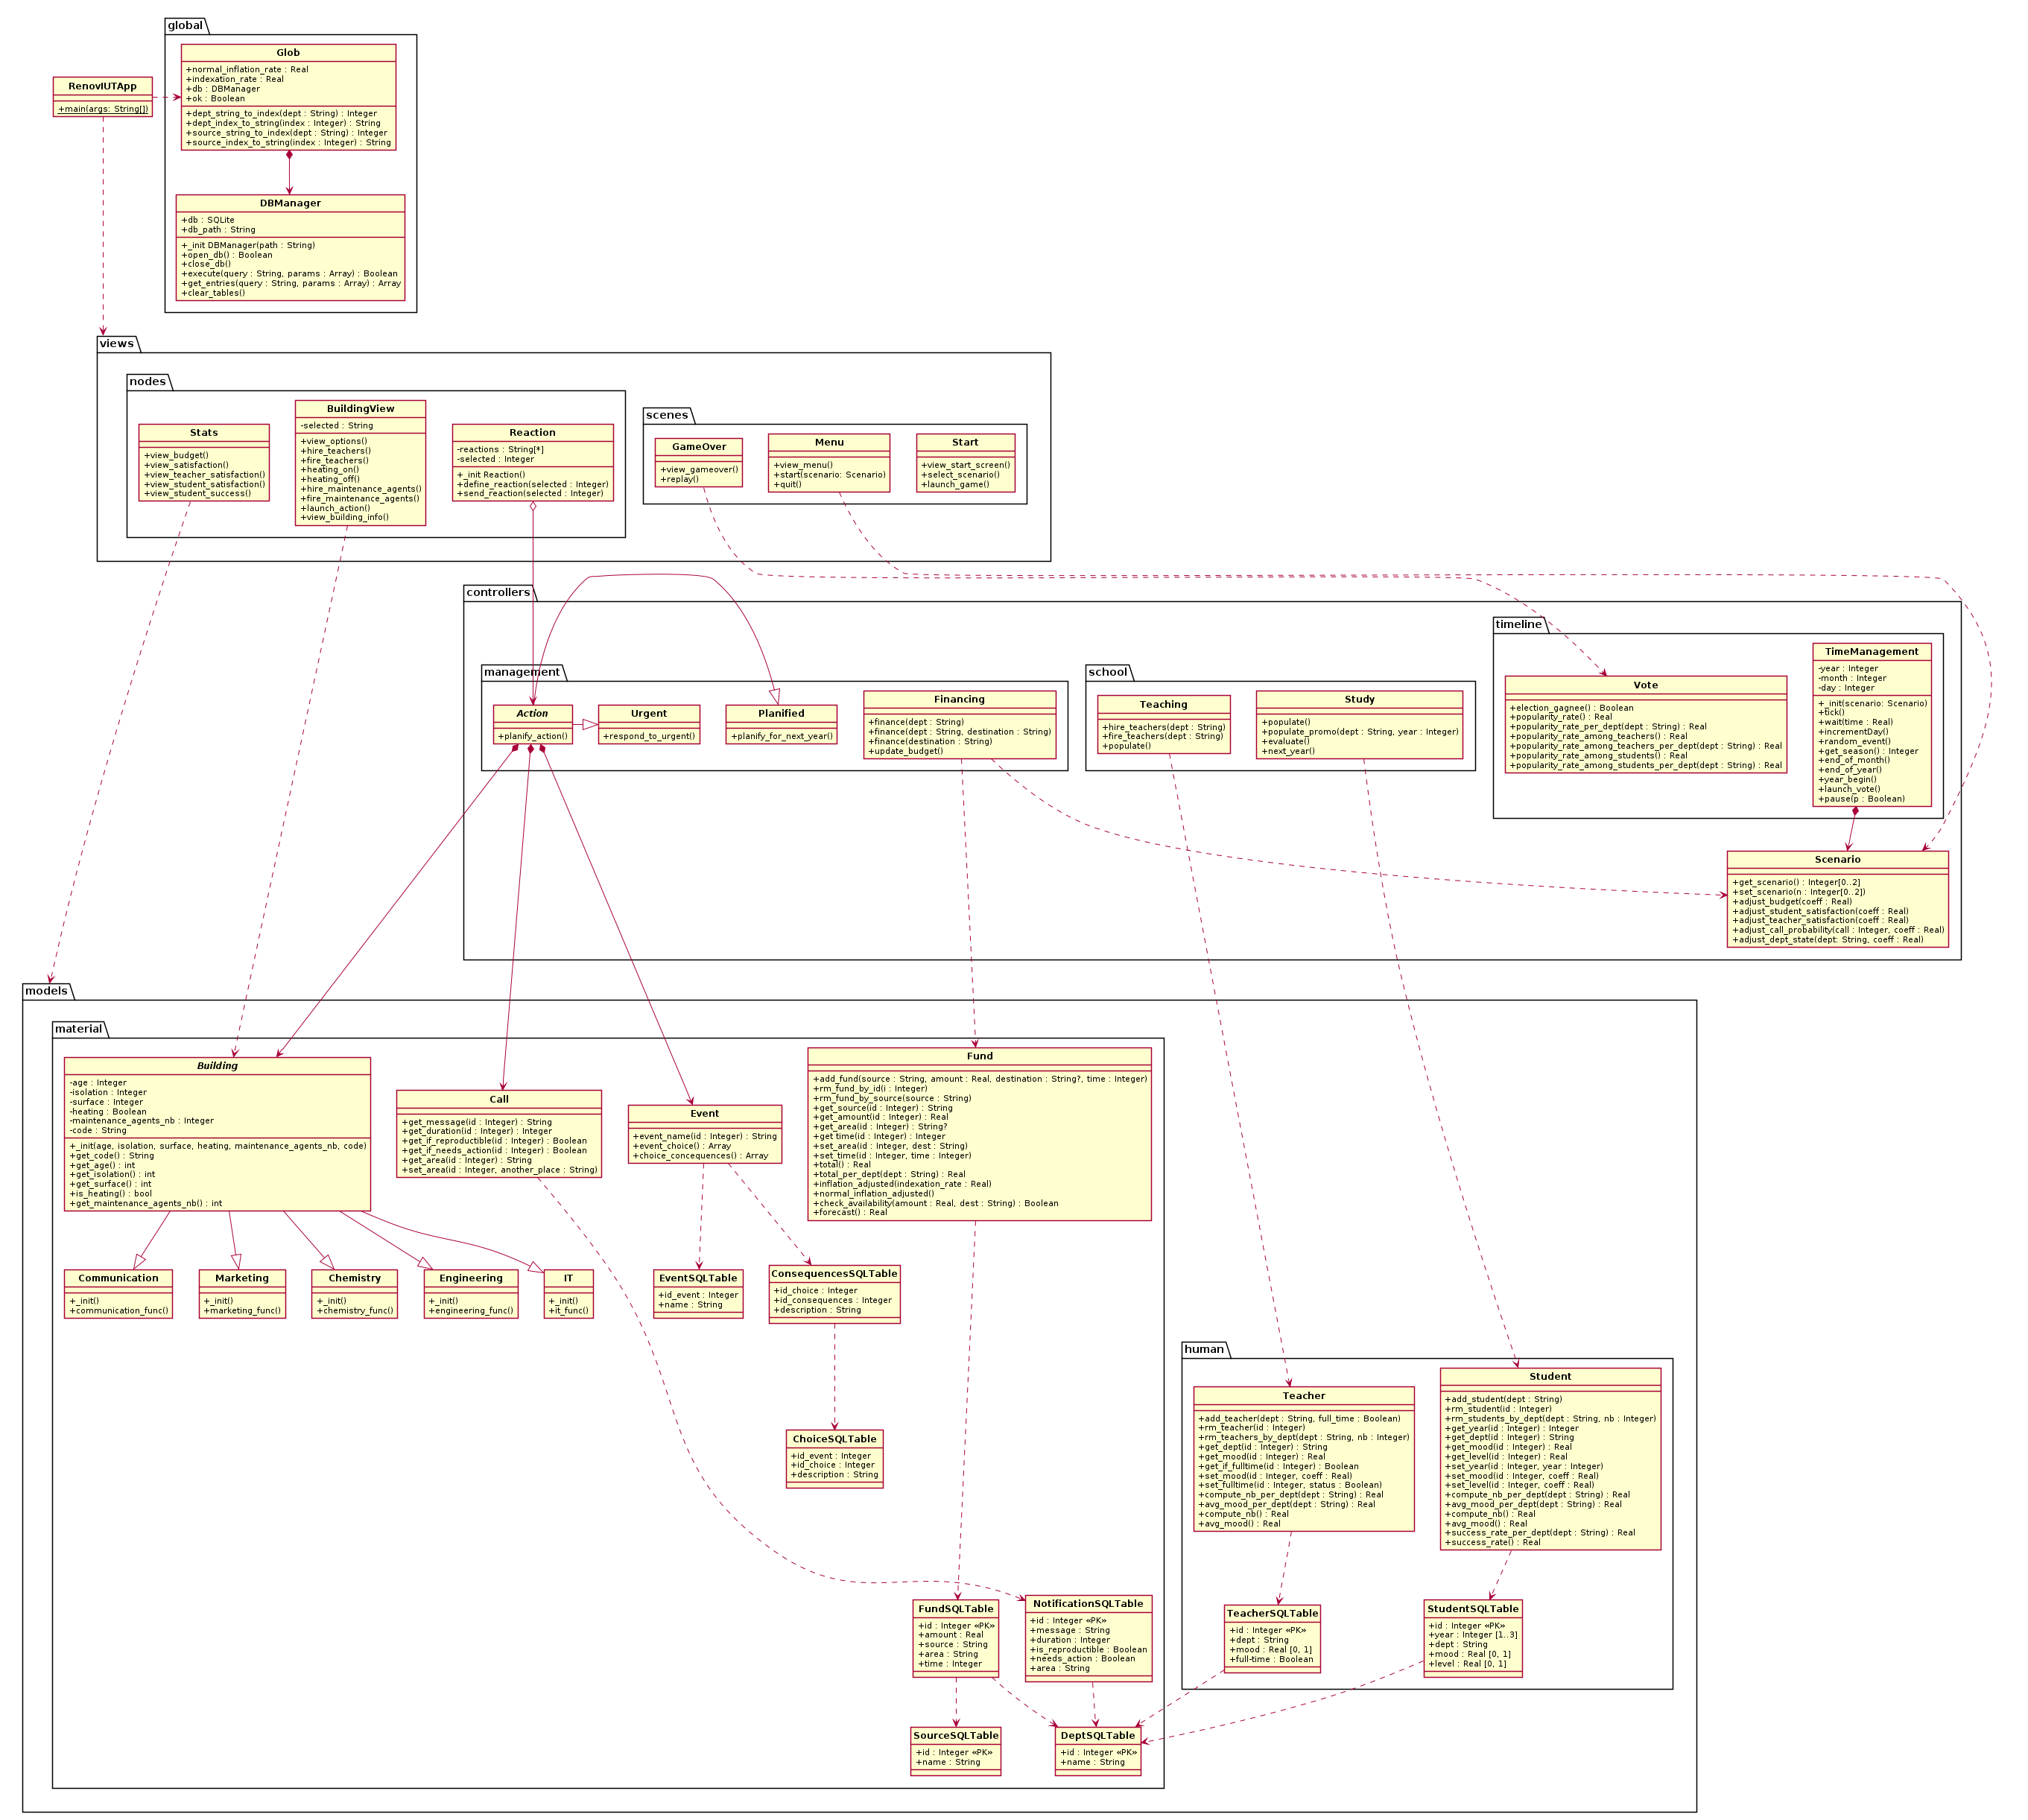 global
Glob
+normal_inflation_rate : Real
+indexation_rate : Real
+db : DBManager
+ok : Boolean
+dept_string_to_index(dept : String) : Integer
+dept_index_to_string(index : Integer) : String
+source_string_to_index(dept : String) : Integer
+source_index_to_string(index : Integer) : String
RenovIUTApp
+main(args: String[])
DBManager
+db : SQLite
+db_path : String
+_init DBManager(path : String)
+open_db() : Boolean
+close_db()
+execute(query : String, params : Array) : Boolean
+get_entries(query : String, params : Array) : Array
+clear_tables()
views
nodes
Stats
+view_budget()
+view_satisfaction()
+view_teacher_satisfaction()
+view_student_satisfaction()
+view_student_success()
BuildingView
-selected : String
+view_options()
+hire_teachers()
+fire_teachers()
+heating_on()
+heating_off()
+hire_maintenance_agents()
+fire_maintenance_agents()
+launch_action()
+view_building_info()
Reaction
-reactions : String[*]
-selected : Integer
+_init Reaction()
+define_reaction(selected : Integer)
+send_reaction(selected : Integer)
scenes
GameOver
+view_gameover()
+replay()
Menu
+view_menu()
+start(scenario: Scenario)
+quit()
Start
+view_start_screen()
+select_scenario()
+launch_game()
controllers
management
Action
+planify_action()
Urgent
+respond_to_urgent()
Planified
+planify_for_next_year()
Financing
+finance(dept : String)
+finance(dept : String, destination : String)
+finance(destination : String)
+update_budget()
school
Teaching
+hire_teachers(dept : String)
+fire_teachers(dept : String)
+populate()
Study
+populate()
+populate_promo(dept : String, year : Integer)
+evaluate()
+next_year()
timeline
Vote
+election_gagnee() : Boolean
+popularity_rate() : Real
+popularity_rate_per_dept(dept : String) : Real
+popularity_rate_among_teachers() : Real
+popularity_rate_among_teachers_per_dept(dept : String) : Real
+popularity_rate_among_students() : Real
+popularity_rate_among_students_per_dept(dept : String) : Real
TimeManagement
-year : Integer
-month : Integer
-day : Integer
+_init(scenario: Scenario)
+tick()
+wait(time : Real)
+incrementDay()
+random_event()
+get_season() : Integer
+end_of_month()
+end_of_year()
+year_begin()
+launch_vote()
+pause(p : Boolean)
Scenario
+get_scenario() : Integer[0..2]
+set_scenario(n : Integer[0..2])
+adjust_budget(coeff : Real)
+adjust_student_satisfaction(coeff : Real)
+adjust_teacher_satisfaction(coeff : Real)
+adjust_call_probability(call : Integer, coeff : Real)
+adjust_dept_state(dept: String, coeff : Real)
models
material
Building
-age : Integer
-isolation : Integer
-surface : Integer
-heating : Boolean
-maintenance_agents_nb : Integer
-code : String
+_init(age, isolation, surface, heating, maintenance_agents_nb, code)
+get_code() : String
+get_age() : int
+get_isolation() : int
+get_surface() : int
+is_heating() : bool
+get_maintenance_agents_nb() : int
Call
+get_message(id : Integer) : String
+get_duration(id : Integer) : Integer
+get_if_reproductible(id : Integer) : Boolean
+get_if_needs_action(id : Integer) : Boolean
+get_area(id : Integer) : String
+set_area(id : Integer, another_place : String)
Event
+event_name(id : Integer) : String
+event_choice() : Array
+choice_concequences() : Array
Fund
+add_fund(source : String, amount : Real, destination : String?, time : Integer)
+rm_fund_by_id(i : Integer)
+rm_fund_by_source(source : String)
+get_source(id : Integer) : String
+get_amount(id : Integer) : Real
+get_area(id : Integer) : String?
+get time(id : Integer) : Integer
+set_area(id : Integer, dest : String)
+set_time(id : Integer, time : Integer)
+total() : Real
+total_per_dept(dept : String) : Real
+inflation_adjusted(indexation_rate : Real)
+normal_inflation_adjusted()
+check_availability(amount : Real, dest : String) : Boolean
+forecast() : Real
Communication
+_init()
+communication_func()
Marketing
+_init()
+marketing_func()
Chemistry
+_init()
+chemistry_func()
Engineering
+_init()
+engineering_func()
IT
+_init()
+it_func()
EventSQLTable
+id_event : Integer
+name : String
ConsequencesSQLTable
+id_choice : Integer
+id_consequences : Integer
+description : String
ChoiceSQLTable
+id_event : Integer
+id_choice : Integer
+description : String
human
Teacher
+add_teacher(dept : String, full_time : Boolean)
+rm_teacher(id : Integer)
+rm_teachers_by_dept(dept : String, nb : Integer)
+get_dept(id : Integer) : String
+get_mood(id : Integer) : Real
+get_if_fulltime(id : Integer) : Boolean
+set_mood(id : Integer, coeff : Real)
+set_fulltime(id : Integer, status : Boolean)
+compute_nb_per_dept(dept : String) : Real
+avg_mood_per_dept(dept : String) : Real
+compute_nb() : Real
+avg_mood() : Real
Student
+add_student(dept : String)
+rm_student(id : Integer)
+rm_students_by_dept(dept : String, nb : Integer)
+get_year(id : Integer) : Integer
+get_dept(id : Integer) : String
+get_mood(id : Integer) : Real
+get_level(id : Integer) : Real
+set_year(id : Integer, year : Integer)
+set_mood(id : Integer, coeff : Real)
+set_level(id : Integer, coeff : Real)
+compute_nb_per_dept(dept : String) : Real
+avg_mood_per_dept(dept : String) : Real
+compute_nb() : Real
+avg_mood() : Real
+success_rate_per_dept(dept : String) : Real
+success_rate() : Real
FundSQLTable
+id : Integer «PK»
+amount : Real
+source : String
+area : String
+time : Integer
NotificationSQLTable
+id : Integer «PK»
+message : String
+duration : Integer
+is_reproductible : Boolean
+needs_action : Boolean
+area : String
TeacherSQLTable
+id : Integer «PK»
+dept : String
+mood : Real [0, 1]
+full-time : Boolean
StudentSQLTable
+id : Integer «PK»
+year : Integer [1..3]
+dept : String
+mood : Real [0, 1]
+level : Real [0, 1]
SourceSQLTable
+id : Integer «PK»
+name : String
DeptSQLTable
+id : Integer «PK»
+name : String